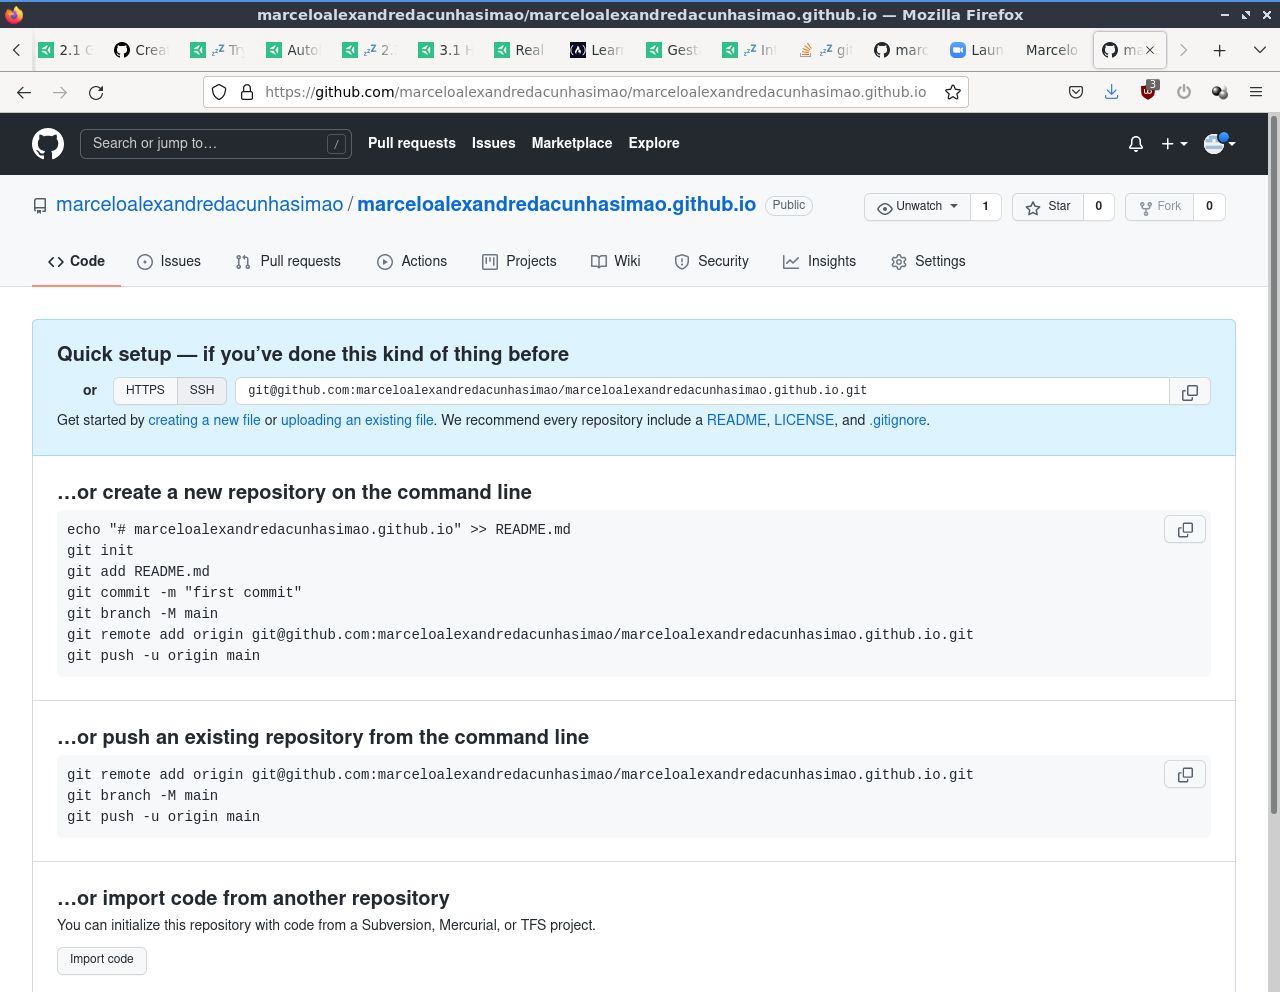 marceloalexandredacunhasimao/marceloalexandredacunhasimao.github.io — Mozilla Firefox
2.1 Crea Try Auto 2. 3.1 H Real Lear Gest Int git marc Laun Marcelo ma
https://github.com/marceloalexandredacunhasimao/marceloalexandredacunhasimao.github.io
3
Search or jump to… /
Pull requests Issues Marketplace Explore
marceloalexandredacunhasimao / marceloalexandredacunhasimao.github.io Public
Unwatch 1 Star 0 Fork 0
Code Issues Pull requests Actions Projects Wiki Security Insights Settings
Quick setup — if you’ve done this kind of thing before
or HTTPS SSH git@github.com:marceloalexandredacunhasimao/marceloalexandredacunhasimao.github.io.git
Get started by creating a new file or uploading an existing file. We recommend every repository include a README, LICENSE, and .gitignore.
…or create a new repository on the command line
echo "# marceloalexandredacunhasimao.github.io" >> README.md
git init
git add README.md
git commit -m "first commit"
git branch -M main
git remote add origin git@github.com:marceloalexandredacunhasimao/marceloalexandredacunhasimao.github.io.git
git push -u origin main
…or push an existing repository from the command line
git remote add origin git@github.com:marceloalexandredacunhasimao/marceloalexandredacunhasimao.github.io.git
git branch -M main
git push -u origin main
…or import code from another repository
You can initialize this repository with code from a Subversion, Mercurial, or TFS project.
Import code